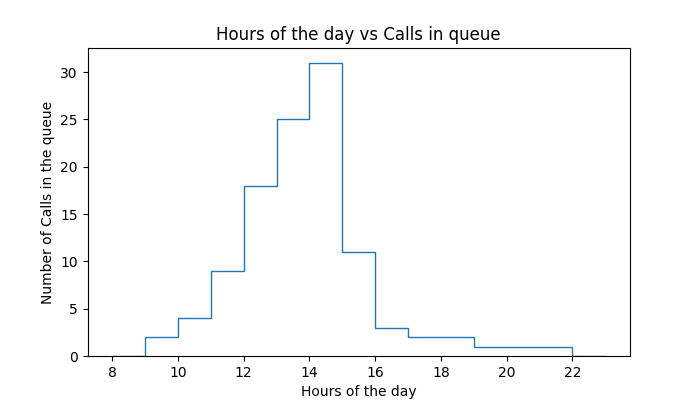 Hours of the day vs Calls in queue
Number of Calls in the queue
30
25
20
15
10
5
0
8 10 12 14 16 18 20 22
Hours of the day